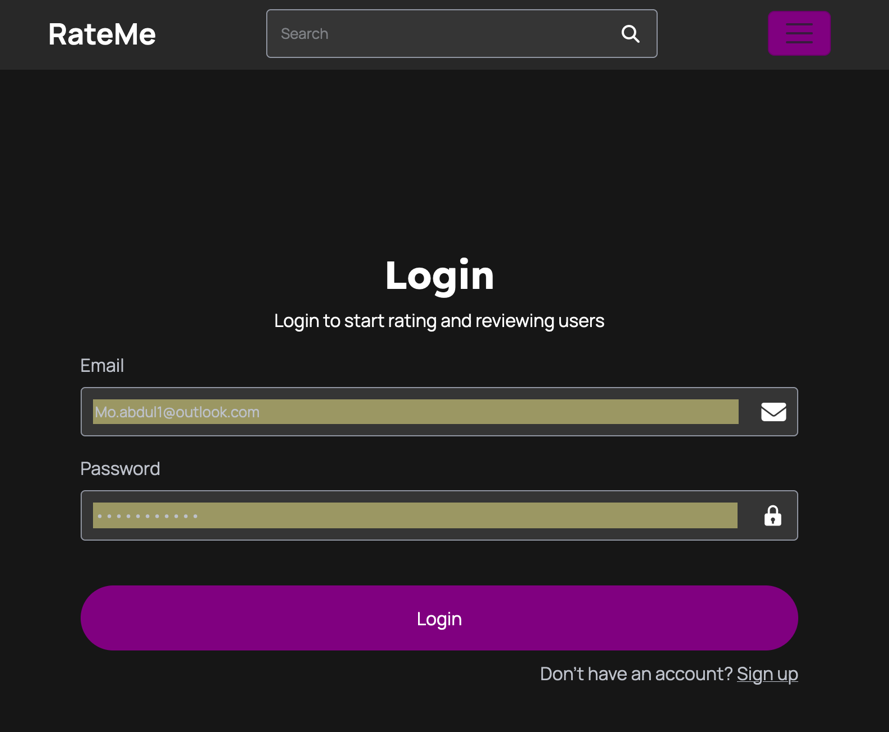 RateMe
Search
Login
Login to start rating and reviewing users
Email
Mo.abdul1@outlook.com
Password
•••••••••••
Login
Don't have an account? Sign up